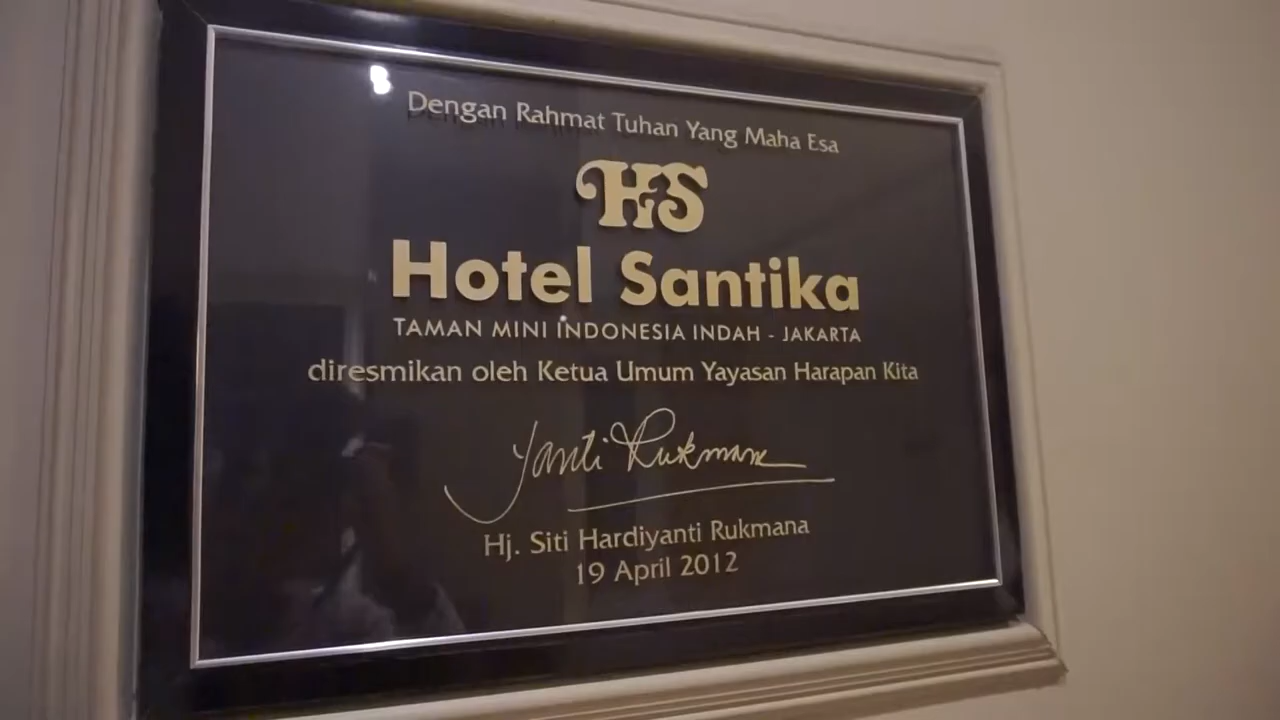 Dengan Rahmat Tuhan Yang Maha Esa
HS
Hotel Santika
TAMAN MINI INDONESIA INDAH - JAKARTA
diresmikan oleh Ketua Umum Yayasan Harapan Kita
Yanti Rukmana
Hj. Siti Hardiyanti Rukmana
19 April 2012